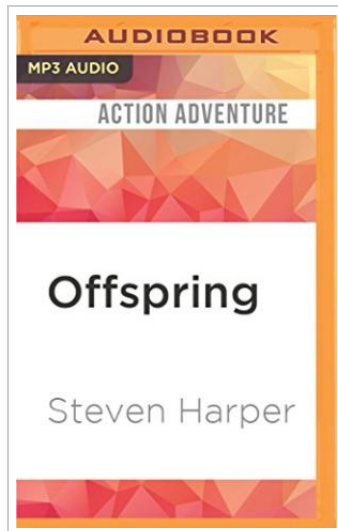 AUDIOBOOK
MP3 AUDIO
ACTION ADVENTURE
Offspring
Steven Harper